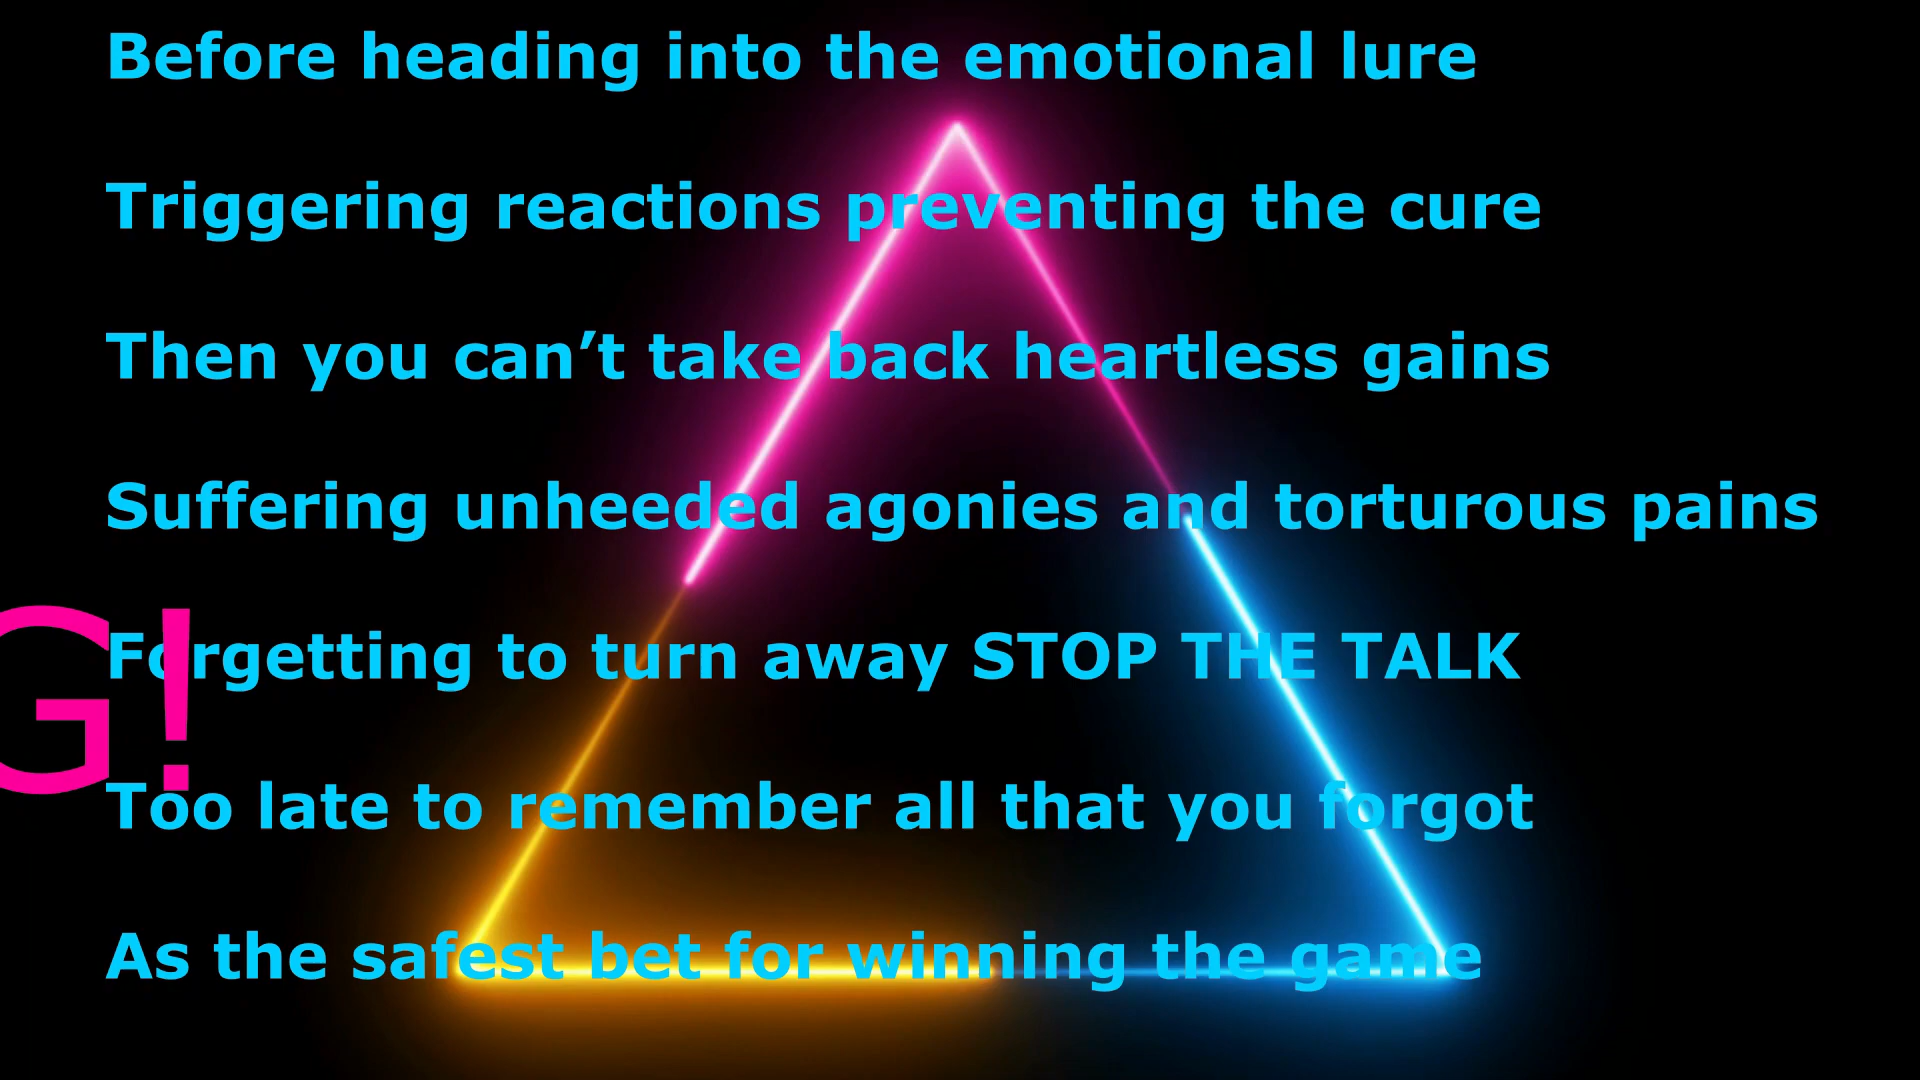 Before heading into the emotional lure
Triggering reactions preventing the cure
Then you can’t take back heartless gains
Suffering unheeded agonies and torturous pains
G!
Forgetting to turn away STOP THE TALK
Too late to remember all that you forgot
As the safest bet for winning the game